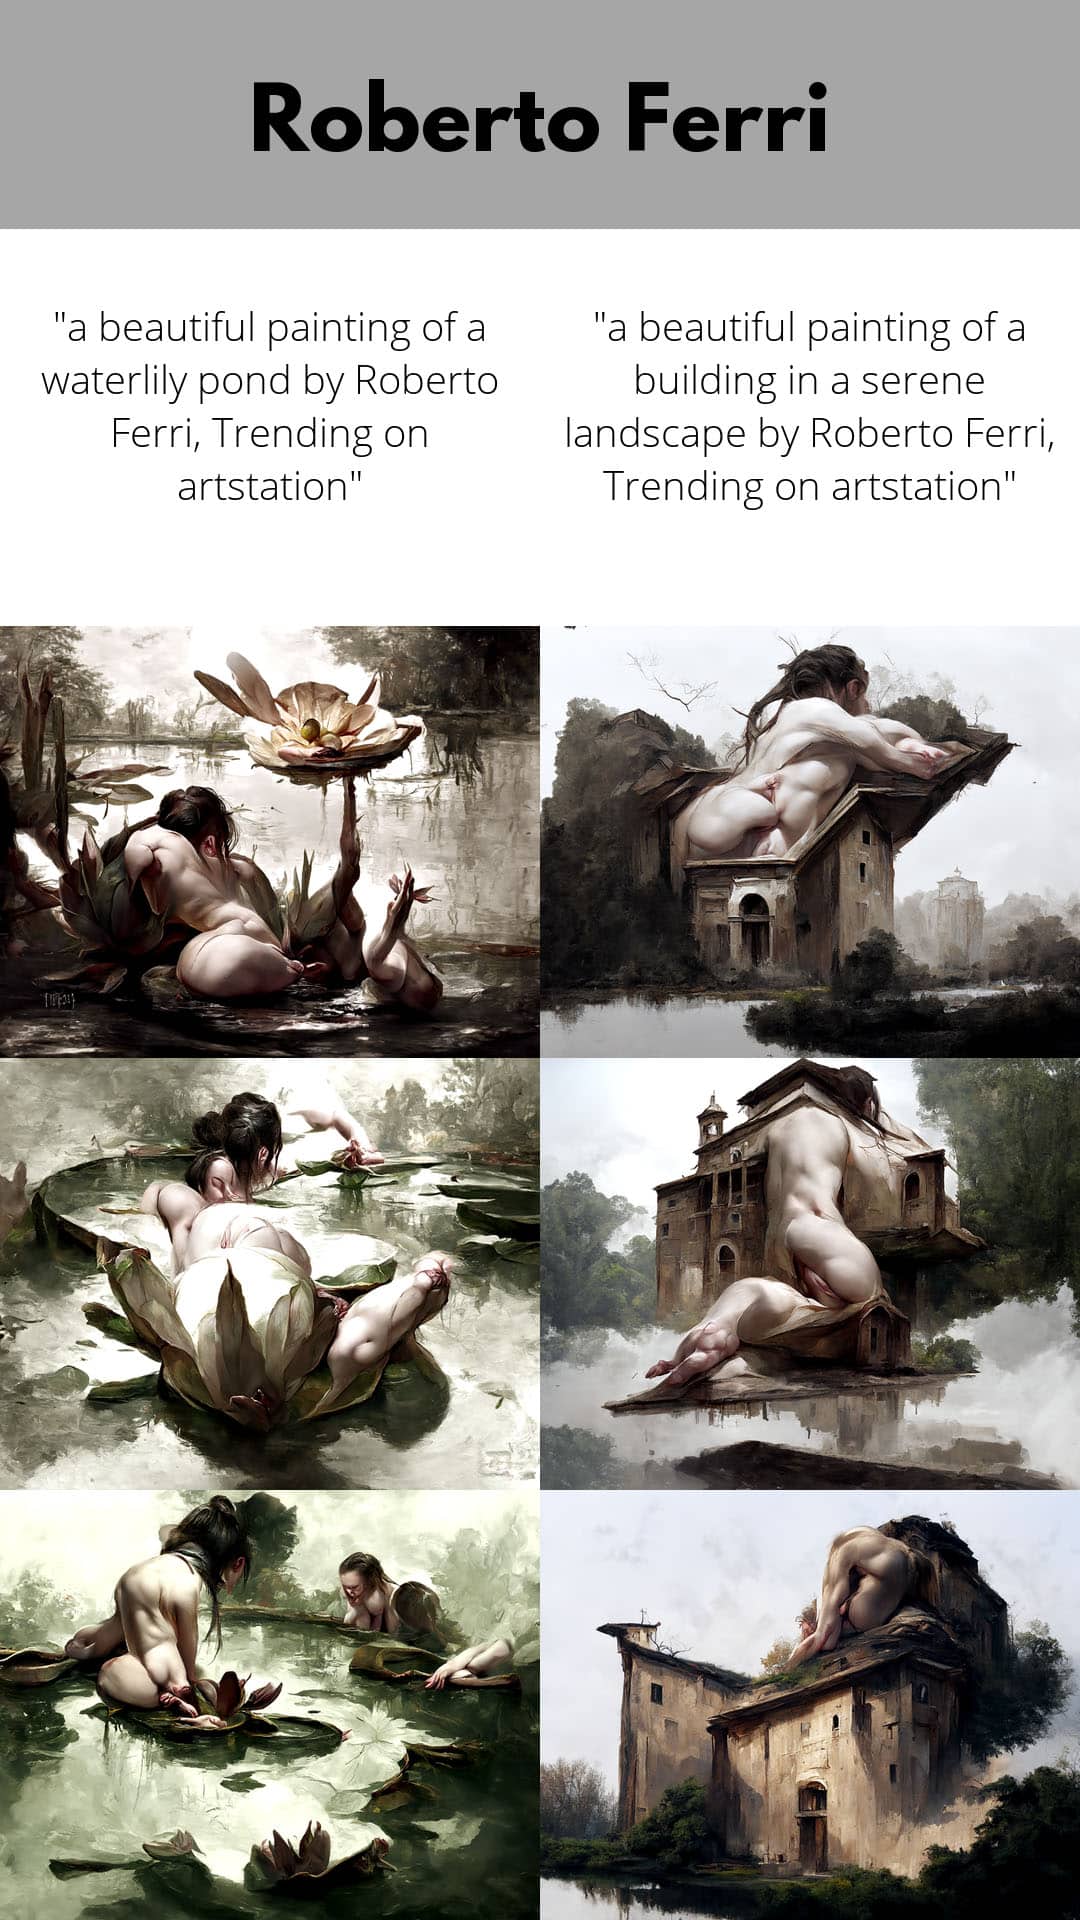 Roberto Ferri
"a beautiful painting of a
waterlily pond by Roberto
Ferri, Trending on
artstation"
"a beautiful painting of a
building in a serene
landscape by Roberto Ferri,
Trending on artstation"